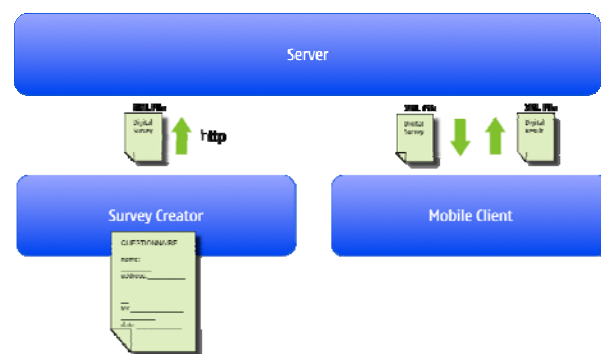 Server
XML File
Digital
Survey
http
XML File
Digital
Survey
XML File
Digital
Result
Survey Creator
Mobile Client
QUESTIONNAIRE
name:
address: